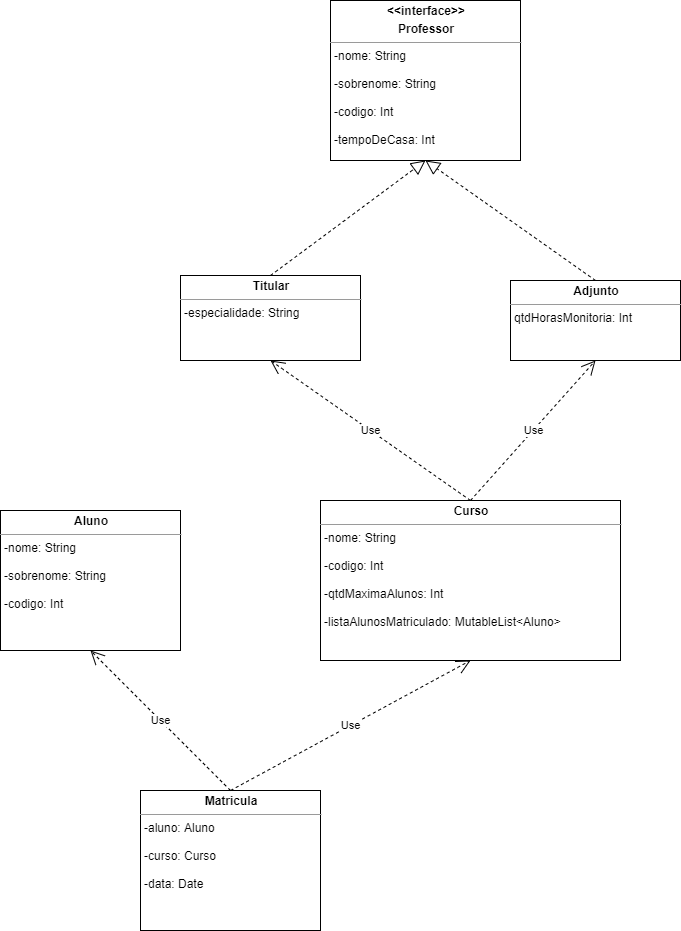 <<interface>>
Professor
-nome: String
-sobrenome: String
-codigo: Int
-tempoDeCasa: Int
Titular
-especialidade: String
Adjunto
qtdHorasMonitoria: Int
Use
Use
Aluno
-nome: String
-sobrenome: String
-codigo: Int
Curso
-nome: String
-codigo: Int
-qtdMaximaAlunos: Int
-listaAlunosMatriculado: MutableList<Aluno>
Use
Use
Matricula
-aluno: Aluno
-curso: Curso
-data: Date